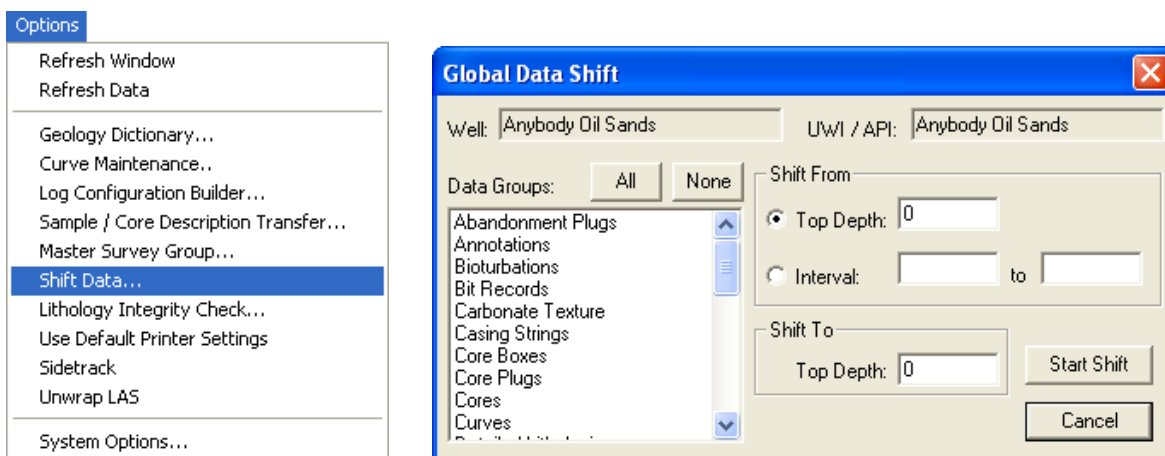 Options
Refresh Window
Refresh Data
Geology Dictionary...
Curve Maintenance..
Log Configuration Builder...
Sample / Core Description Transfer...
Master Survey Group...
Shift Data...
Lithology Integrity Check...
Use Default Printer Settings
Sidetrack
Unwrap LAS
System Options...
Global Data Shift
Well: Anybody Oil Sands UWI / API: Anybody Oil Sands
Data Groups: All None
Abandonment Plugs
Annotations
Bioturbations
Bit Records
Carbonate Texture
Casing Strings
Core Boxes
Core Plugs
Cores
Curves
Shift From
Top Depth: 0
Interval: to
Shift To
Top Depth: 0
Start Shift
Cancel